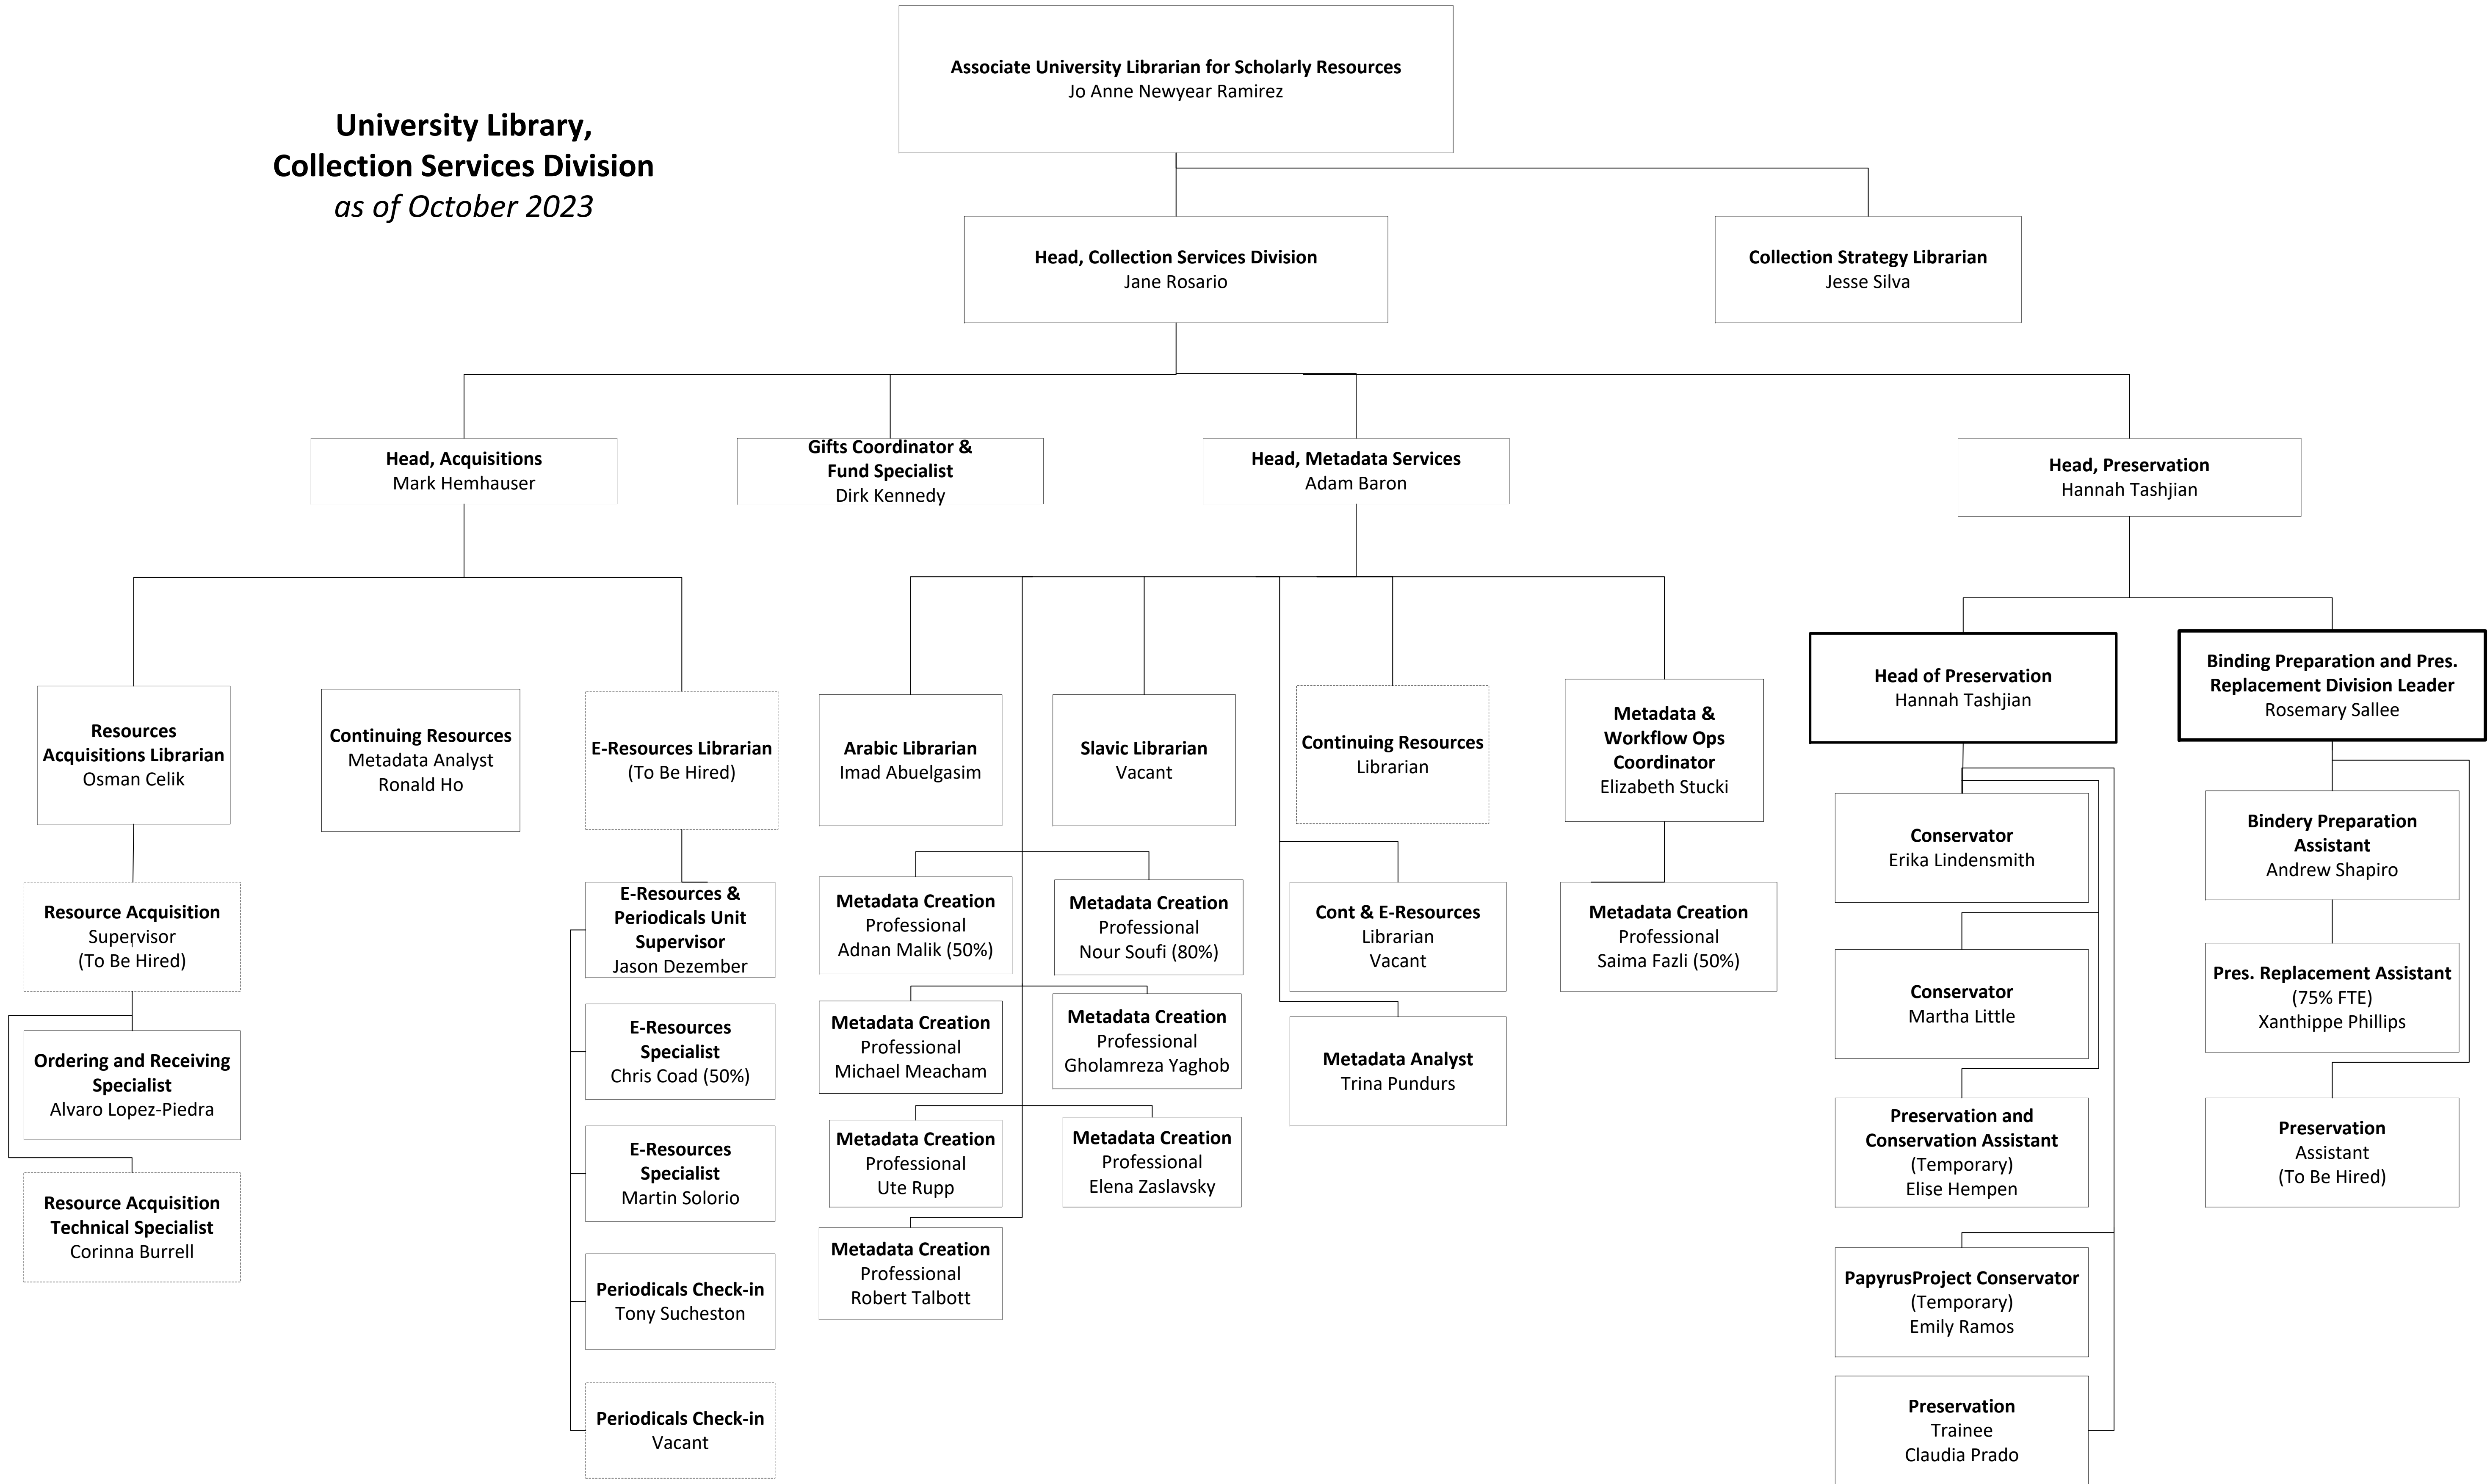 University Library,
Collection Services Division
as of October 2023
Associate University Librarian for Scholarly Resources
Jo Anne Newyear Ramirez
Head, Collection Services Division
Jane Rosario
Collection Strategy Librarian
Jesse Silva
Head, Acquisitions
Mark Hemhauser
Gifts Coordinator &
Fund Specialist
Dirk Kennedy
Head, Metadata Services
Adam Baron
Head, Preservation
Hannah Tashjian
Resources
Acquisitions Librarian
Osman Celik
Continuing Resources
Metadata Analyst
Ronald Ho
E-Resources Librarian
(To Be Hired)
Arabic Librarian
Imad Abuelgasim
Slavic Librarian
Vacant
Continuing Resources
Librarian
Metadata &
Workflow Ops
Coordinator
Elizabeth Stucki
Head of Preservation
Hannah Tashjian
Binding Preparation and Pres.
Replacement Division Leader
Rosemary Sallee
Resource Acquisition
Supervisor
(To Be Hired)
Ordering and Receiving
Specialist
Alvaro Lopez-Piedra
Resource Acquisition
Technical Specialist
Corinna Burrell
E-Resources &
Periodicals Unit
Supervisor
Jason Dezember
E-Resources
Specialist
Chris Coad (50%)
E-Resources
Specialist
Martin Solorio
Periodicals Check-in
Tony Sucheston
Periodicals Check-in
Vacant
Metadata Creation
Professional
Adnan Malik (50%)
Metadata Creation
Professional
Nour Soufi (80%)
Metadata Creation
Professional
Michael Meacham
Metadata Creation
Professional
Gholamreza Yaghob
Metadata Creation
Professional
Ute Rupp
Metadata Creation
Professional
Elena Zaslavsky
Metadata Creation
Professional
Robert Talbott
Cont & E-Resources
Librarian
Vacant
Metadata Analyst
Trina Pundurs
Metadata Creation
Professional
Saima Fazli (50%)
Conservator
Erika Lindensmith
Conservator
Martha Little
Preservation and
Conservation Assistant
(Temporary)
Elise Hempen
PapyrusProject Conservator
(Temporary)
Emily Ramos
Preservation
Trainee
Claudia Prado
Bindery Preparation
Assistant
Andrew Shapiro
Pres. Replacement Assistant
(75% FTE)
Xanthippe Phillips
Preservation
Assistant
(To Be Hired)